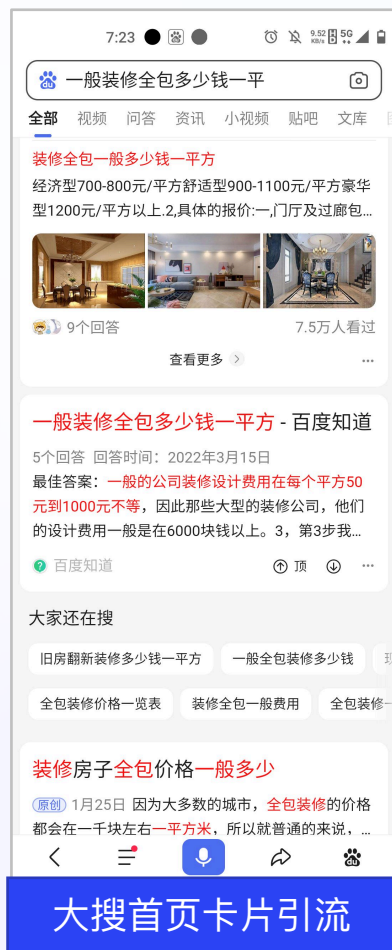 7:23 9.52 KB/s 5G
一般装修全包多少钱一平
全部 视频 问答 资讯 小视频 贴吧 文库
装修全包一般多少钱一平方
经济型700-800元/平方舒适型900-1100元/平方豪华
型1200元/平方以上.2,具体的报价:一,门厅及过廊包...
9个回答 7.5万人看过
查看更多
一般装修全包多少钱一平方 - 百度知道
5个回答 回答时间：2022年3月15日
最佳答案：一般的公司装修设计费用在每个平方50
元到1000元不等，因此那些大型的装修公司，他们
的设计费用一般是在6000块钱以上。3，第3步我...
百度知道 顶
大家还在搜
旧房翻新装修多少钱一平方 一般全包装修多少钱
全包装修价格一览表 装修全包一般费用 全包装修一
装修房子全包价格一般多少
原创 1月25日 因为大多数的城市，全包装修的价格
都会在一千块左右一平方米，所以就普通的来说，...
du
大搜首页卡片引流